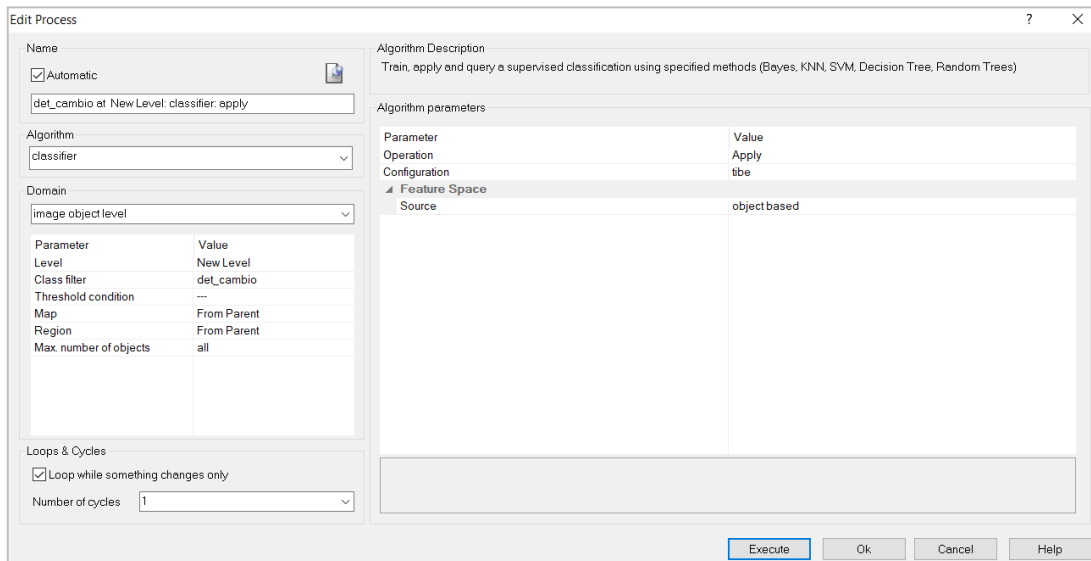 Edit Process
? X
Name
Automatic
det_cambio at New Level: classifier: apply
Algorithm
classifier
Domain
image object level
Parameter Value
Level New Level
Class filter det_cambio
Threshold condition ---
Map From Parent
Region From Parent
Max. number of objects all
Loops & Cycles
Loop while something changes only
Number of cycles 1
Algorithm Description
Train, apply and query a supervised classification using specified methods (Bayes, KNN, SVM, Decision Tree, Random Trees)
Algorithm parameters
Parameter Value
Operation Apply
Configuration tibe
Feature Space
Source object based
Execute Ok Cancel Help